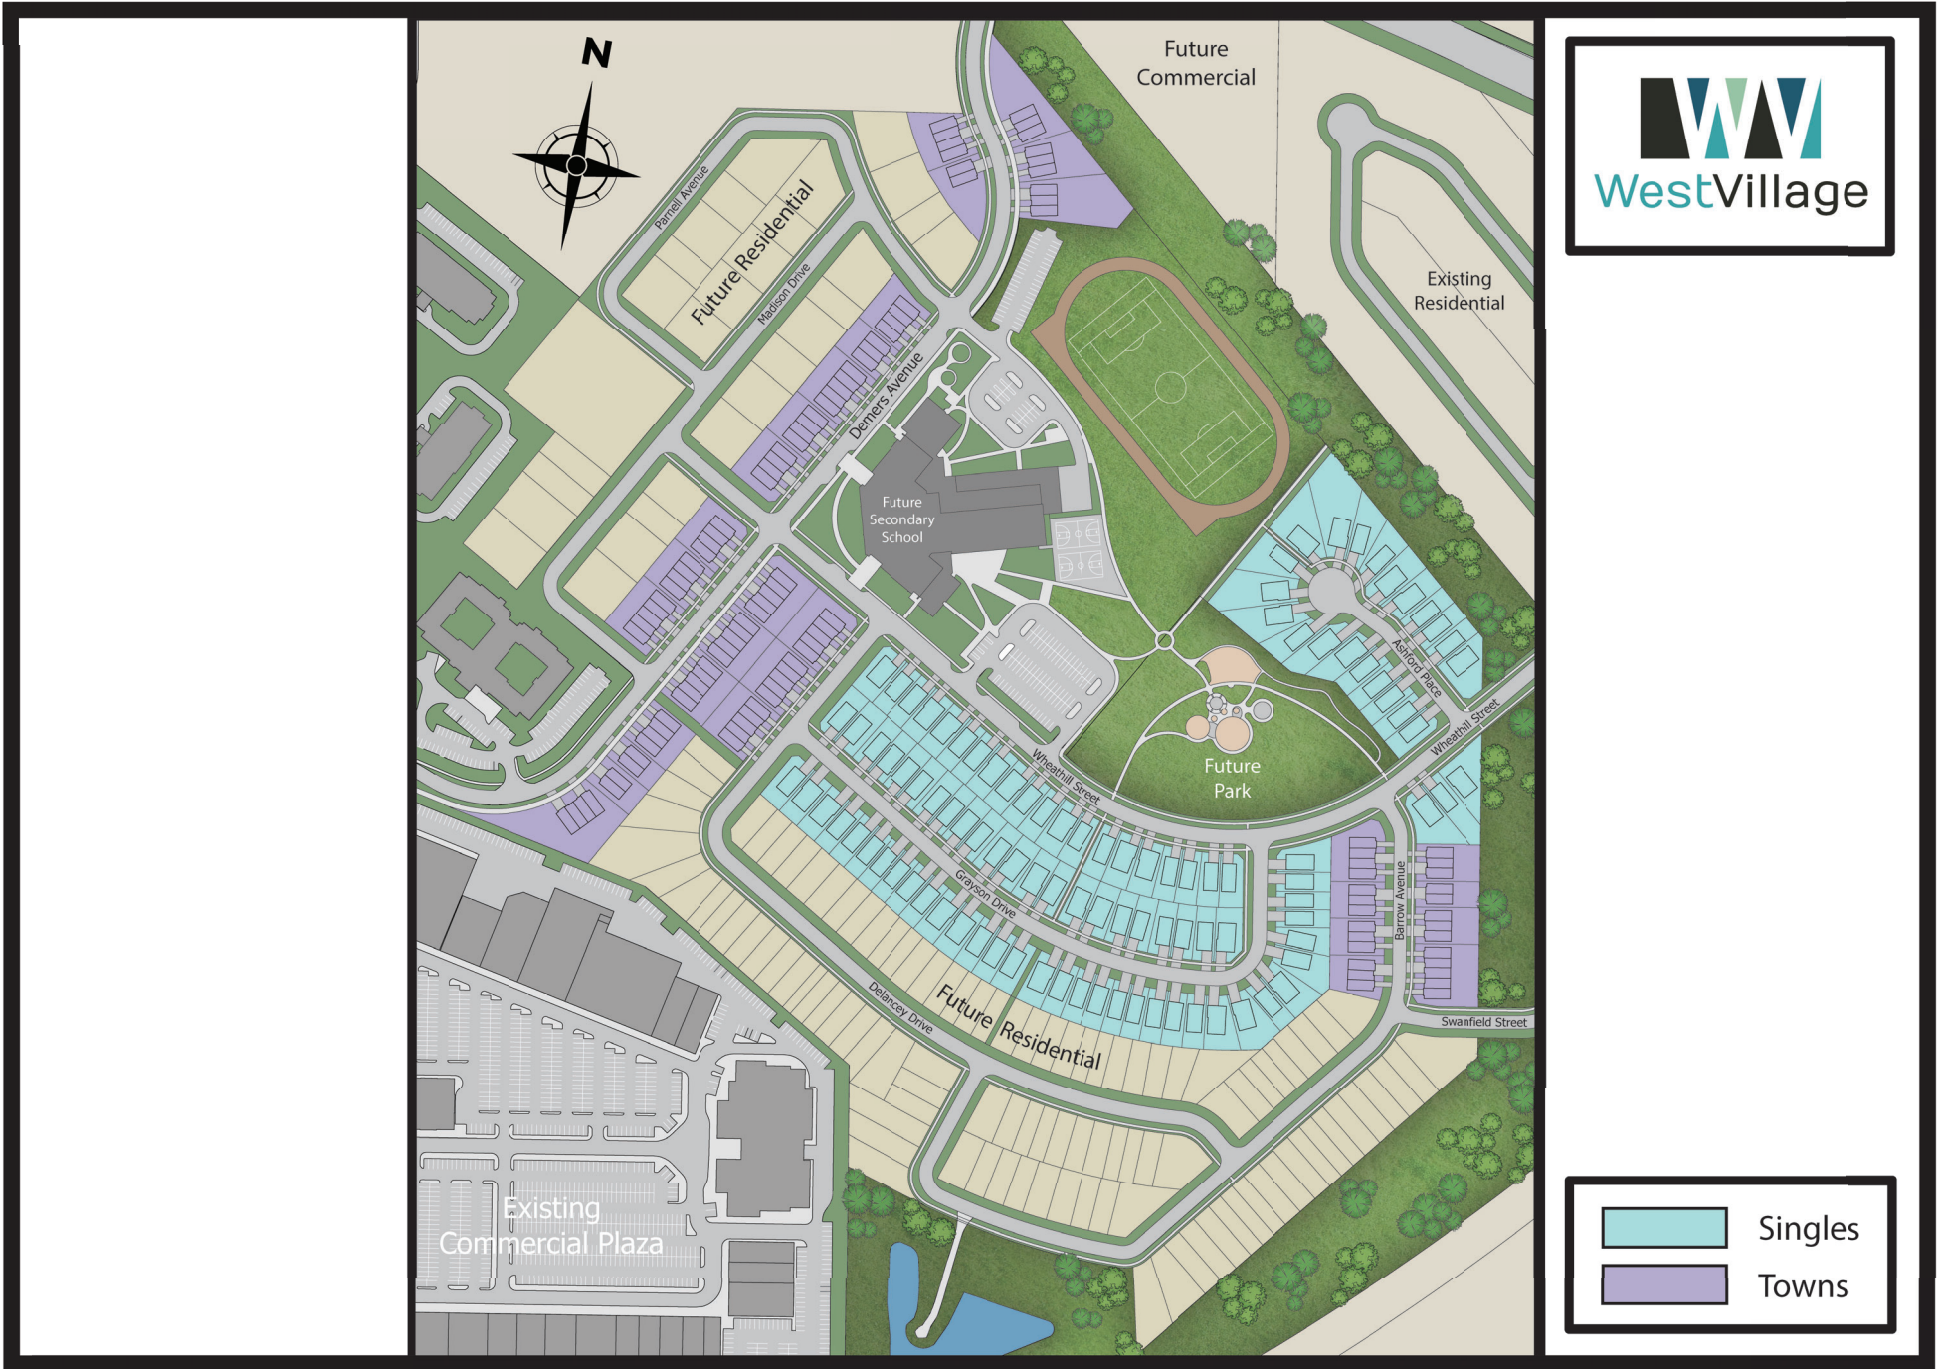 N
Future
Commercial
WestVillage
Parnell Avenue
Future Residential
Madison Drive
Existing
Residential
Demers Avenue
Future
Secondary
School
Ashford Place
Wheathill Street
Wheathill Street
Future
Park
Grayson Drive
Barrow Avenue
Delancey Drive
Future Residential
Swanfield Street
Existing
Commercial Plaza
Singles
Towns